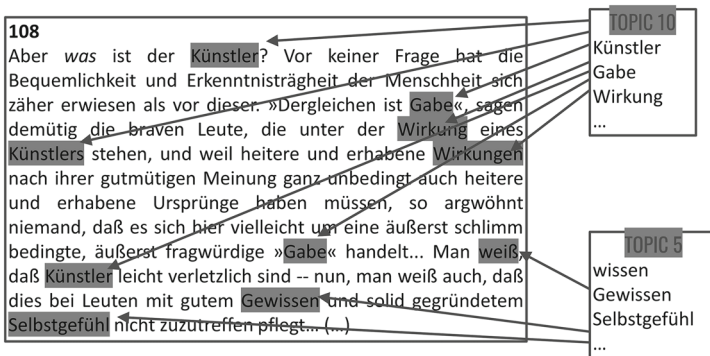 108
Aber was ist der Künstler? Vor keiner Frage hat die
Bequemlichkeit und Erkenntnisträgheit der Menschheit sich
zäher erwiesen als vor dieser. »Dergleichen ist Gabe«, sagen
demütig die braven Leute, die unter der Wirkung eines
Künstlers stehen, und weil heitere und erhabene Wirkungen
nach ihrer gutmütigen Meinung ganz unbedingt auch heitere
und erhabene Ursprünge haben müssen, so argwöhnt
niemand, daß es sich hier vielleicht um eine äußerst schlimm
bedingte, äußerst fragwürdige »Gabe« handelt... Man weiß,
daß Künstler leicht verletzlich sind -- nun, man weiß auch, daß
dies bei Leuten mit gutem Gewissen und solid gegründetem
Selbstgefühl nicht zuzutreffen pflegt... (...)
TOPIC 10
Künstler
Gabe
Wirkung
...
TOPIC 5
wissen
Gewissen
Selbstgefühl
...